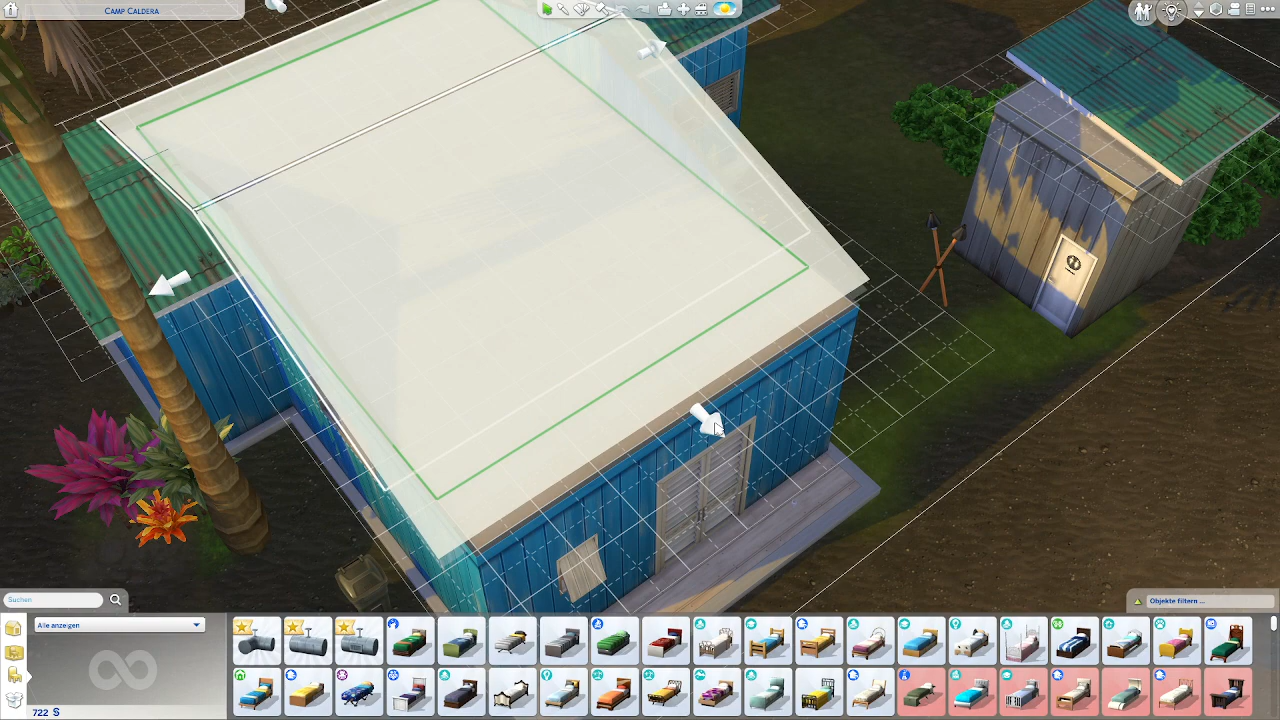 CAMP CALDERA
Suchen
Alle anzeigen
Objekte filtern ...
722 $